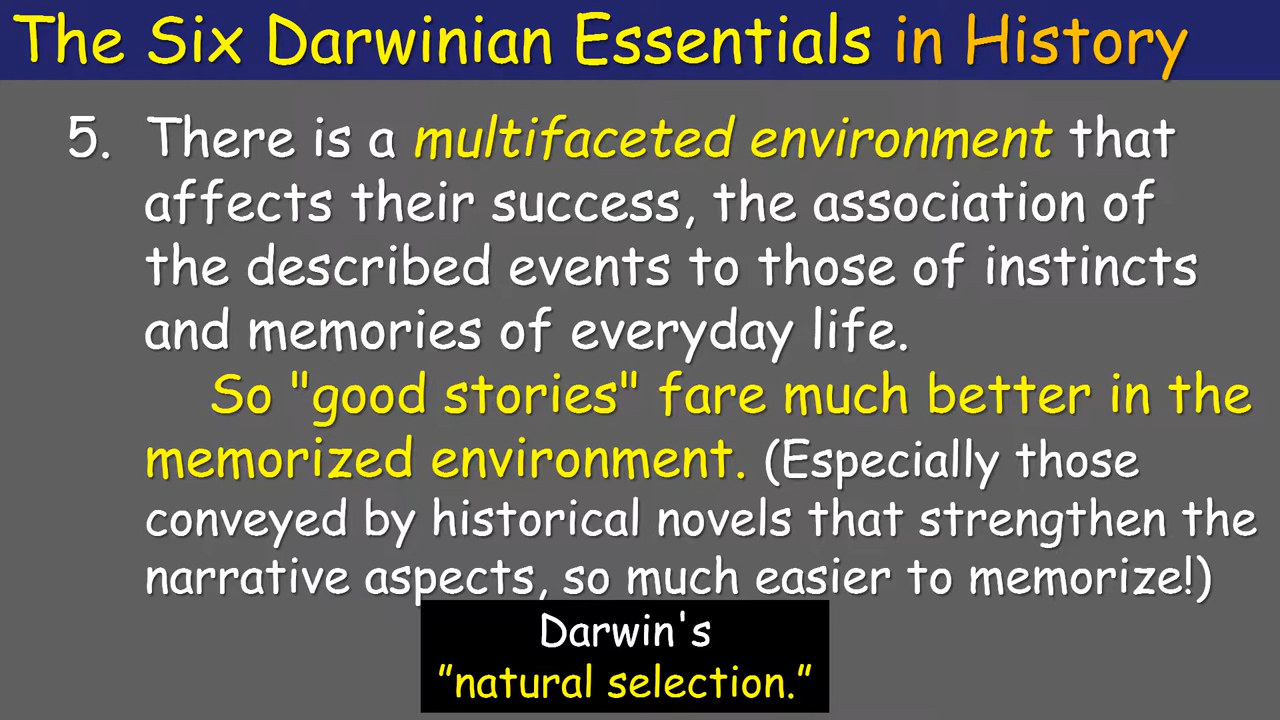 The Six Darwinian Essentials in History
5. There is a multifaceted environment that
affects their success, the association of
the described events to those of instincts
and memories of everyday life.
So "good stories" fare much better in the
memorized environment. (Especially those
conveyed by historical novels that strengthen the
narrative aspects, so much easier to memorize!)
Darwin's
"natural selection."